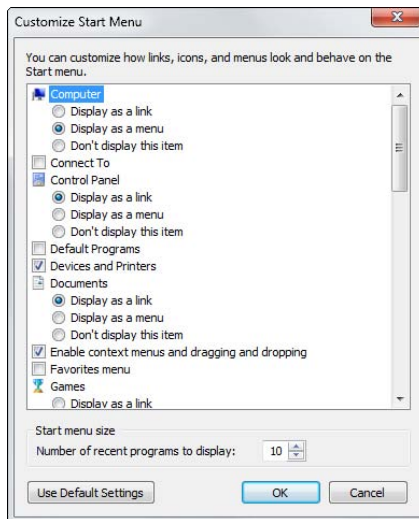 Customize Start Menu
You can customize how links, icons, and menus look and behave on the
Start menu.
Computer
Display as a link
Display as a menu
Don't display this item
Connect To
Control Panel
Display as a link
Display as a menu
Don't display this item
Default Programs
Devices and Printers
Documents
Display as a link
Display as a menu
Don't display this item
Enable context menus and dragging and dropping
Favorites menu
Games
Display as a link
Start menu size
Number of recent programs to display: 10
Use Default Settings OK Cancel